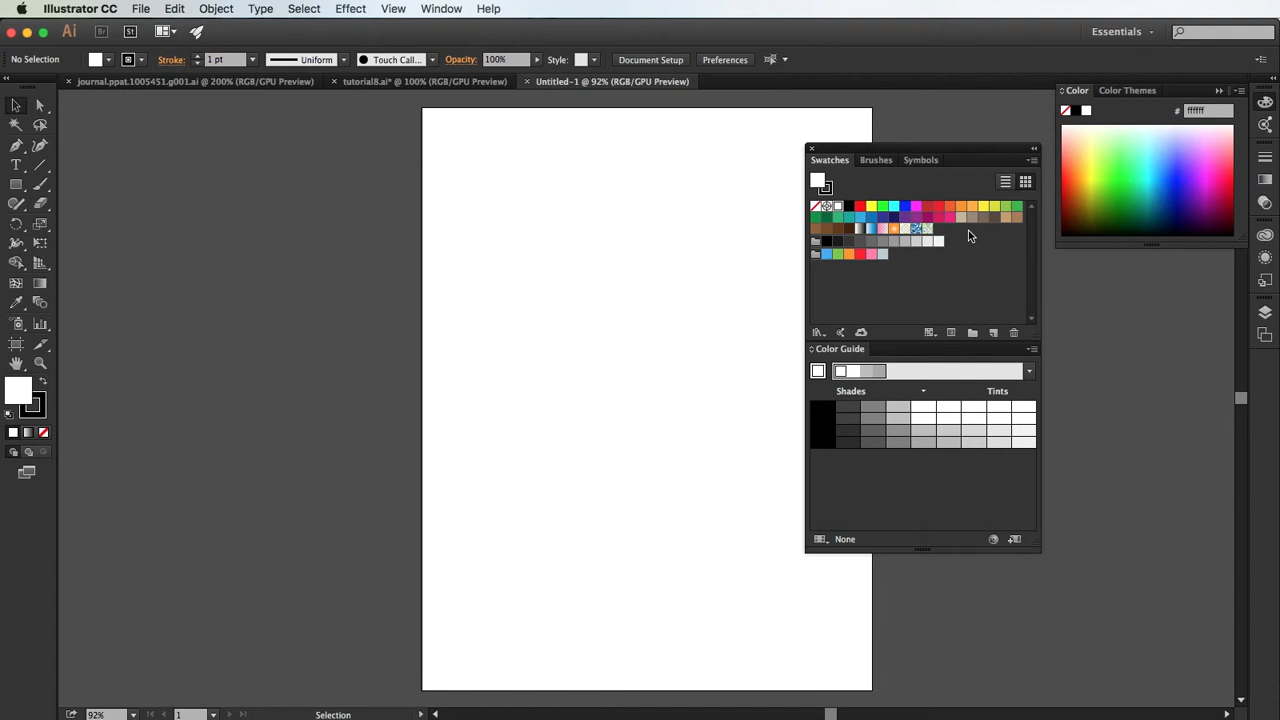 Illustrator CC File Edit Object Type Select Effect View Window Help
Ai Br St Essentials
No Selection Stroke: 1 pt Uniform Touch Call... Opacity: 100% Style: Document Setup Preferences
× journal.ppat.1005451.g001.ai @ 200% (RGB/GPU Preview) × tutorial8.ai* @ 100% (RGB/GPU Preview) × Untitled-1 @ 92% (RGB/GPU Preview)
Color Color Themes
# ffffff
Swatches Brushes Symbols
Color Guide
Shades Tints
None
92% 1 Selection